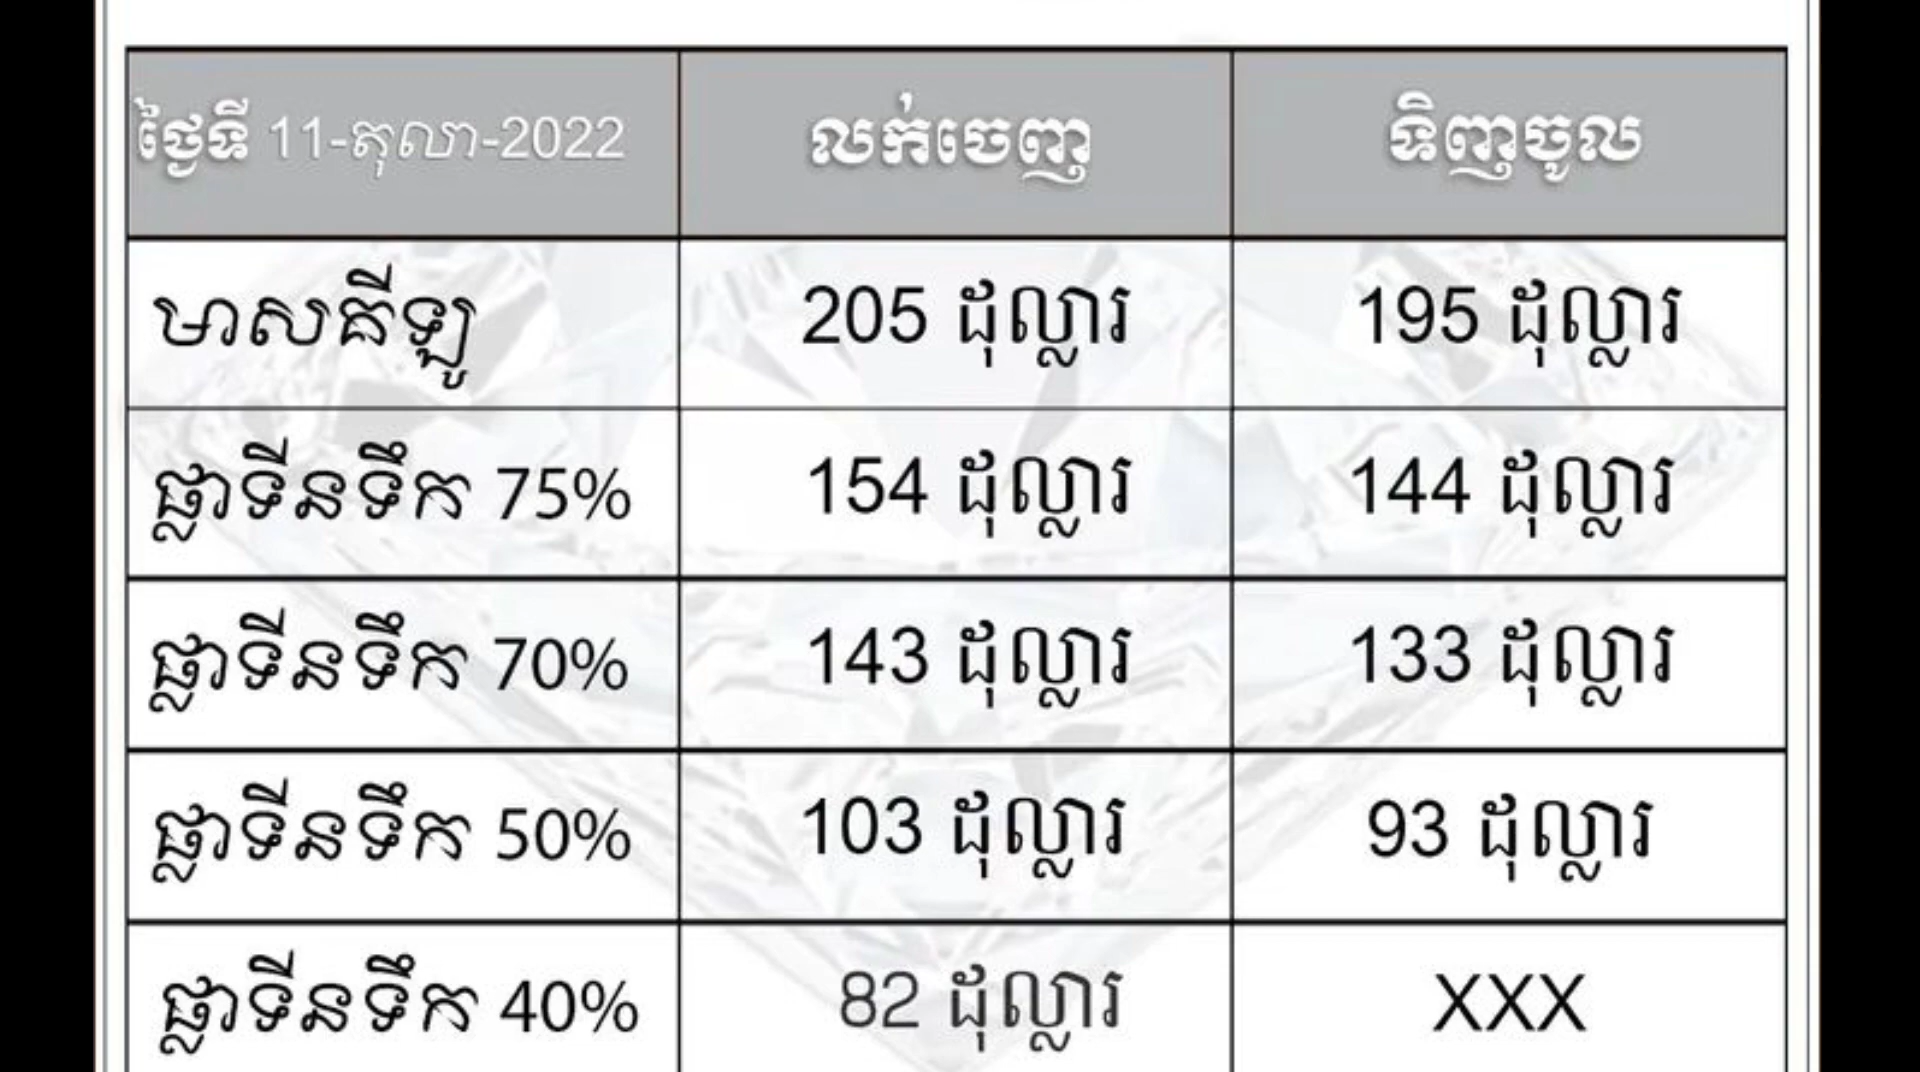 ថ្ងៃទី 11-តុលា-2022 លក់ចេញ ទិញចូល
មាសគីឡូ 205 ដុល្លារ 195 ដុល្លារ
ផ្លាទីនទឹក 75% 154 ដុល្លារ 144 ដុល្លារ
ផ្លាទីនទឹក 70% 143 ដុល្លារ 133 ដុល្លារ
ផ្លាទីនទឹក 50% 103 ដុល្លារ 93 ដុល្លារ
ផ្លាទីនទឹក 40% 82 ដុល្លារ XXX